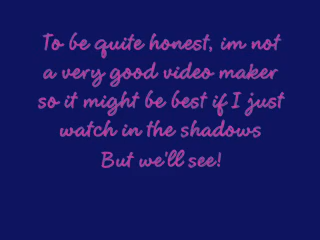 To be quite honest, im not
a very good video maker
so it might be best if I just
watch in the shadows
But we'll see!